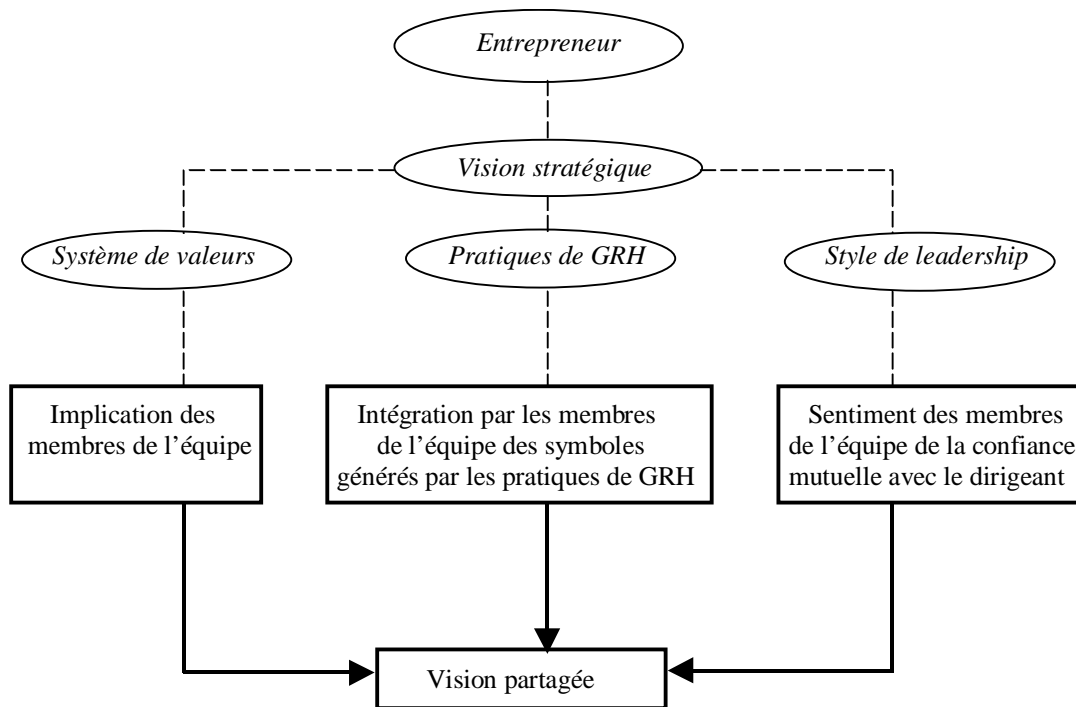 Entrepreneur
Vision stratégique
Système de valeurs
Pratiques de GRH
Style de leadership
Implication des
membres de l’équipe
Intégration par les membres
de l’équipe des symboles
générés par les pratiques de GRH
Sentiment des membres
de l’équipe de la confiance
mutuelle avec le dirigeant
Vision partagée